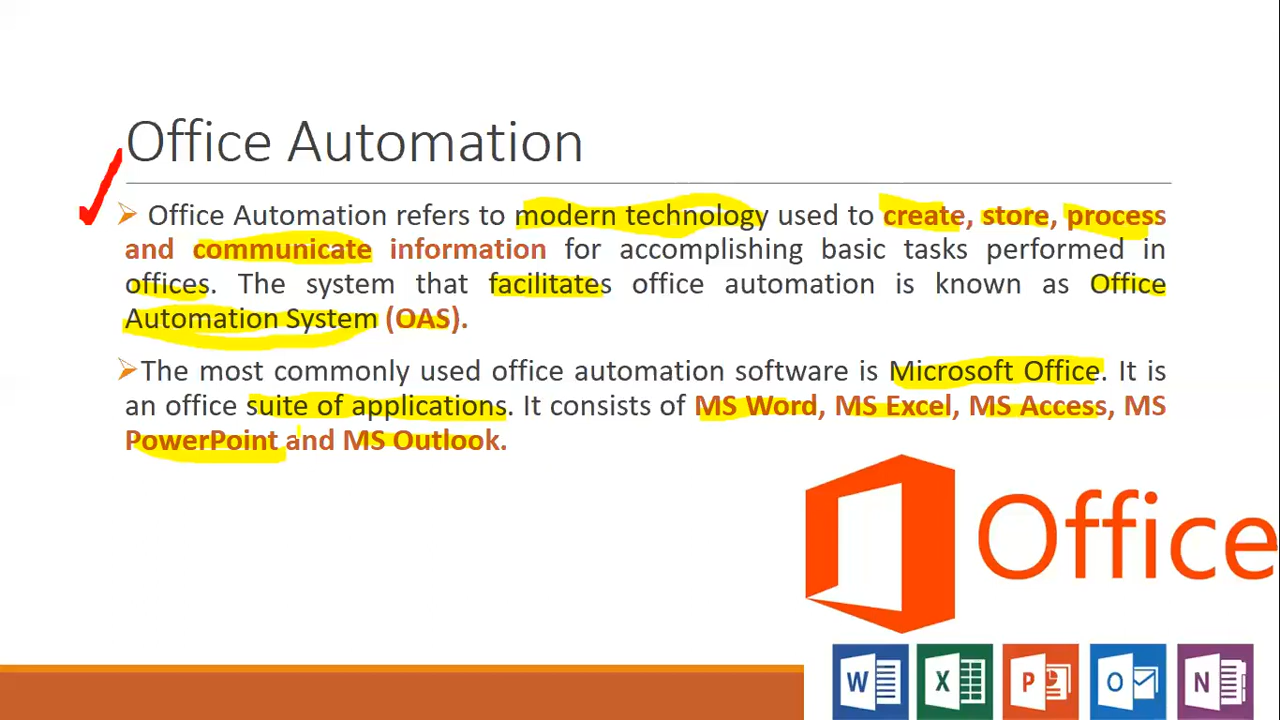 Office Automation
➢ Office Automation refers to modern technology used to create, store, process
and communicate information for accomplishing basic tasks performed in
offices. The system that facilitates office automation is known as Office
Automation System (OAS).
➢The most commonly used office automation software is Microsoft Office. It is
an office suite of applications. It consists of MS Word, MS Excel, MS Access, MS
PowerPoint and MS Outlook.
Office
W X P O N